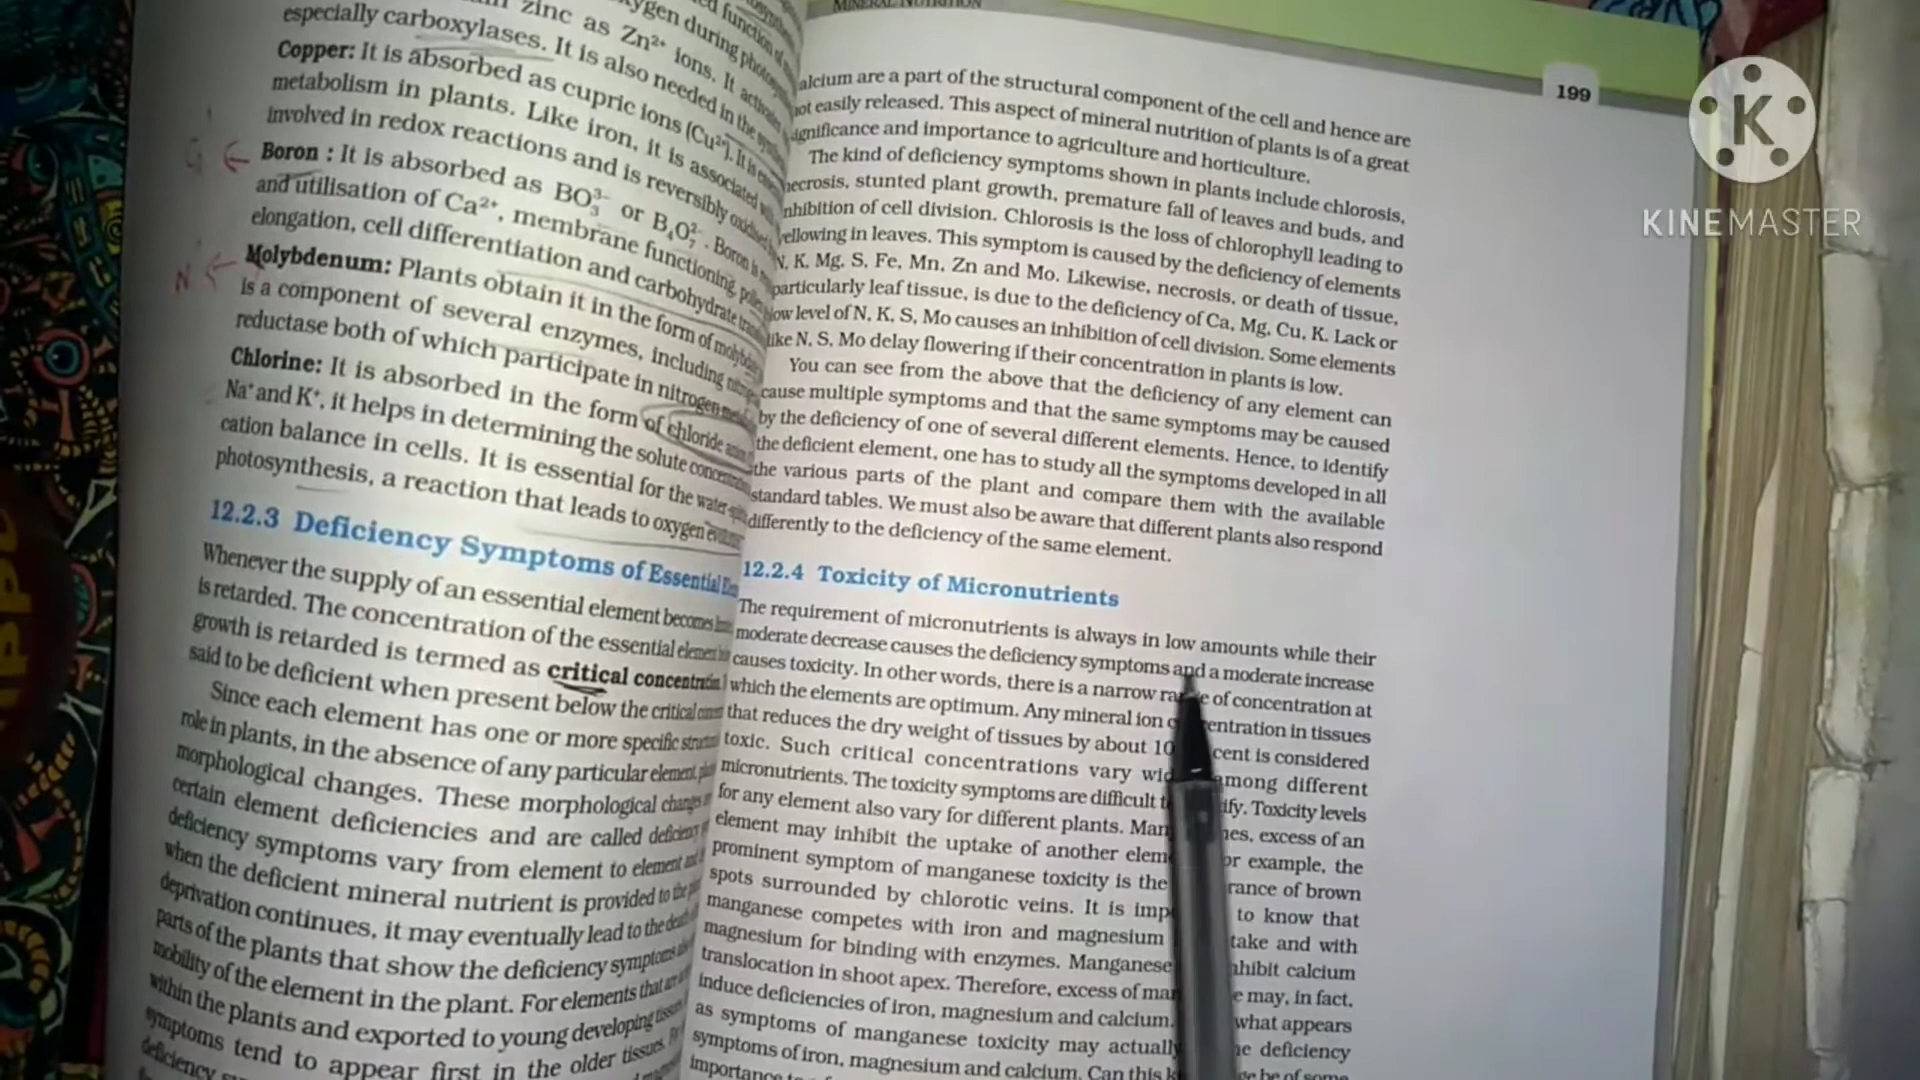 zinc as Zn²⁺ ions. It
especially carboxylases. It is also needed in the
Copper: It is absorbed as cupric ions (Cu²⁺). It is
metabolism in plants. Like iron, it is associated
involved in redox reactions and is reversibly
Boron : It is absorbed as BO₃³⁻ or B₄O₇²⁻. Boron is
and utilisation of Ca²⁺, membrane functioning,
elongation, cell differentiation and carbohydrate
Molybdenum: Plants obtain it in the form of
is a component of several enzymes, including
reductase both of which participate in nitrogen
Chlorine: It is absorbed in the form of chloride
Na⁺ and K⁺, it helps in determining the solute
cation balance in cells. It is essential for the
photosynthesis, a reaction that leads to oxygen
12.2.3 Deficiency Symptoms of Essential
Whenever the supply of an essential element becomes
is retarded. The concentration of the essential element
growth is retarded is termed as critical concentration.
said to be deficient when present below the critical
Since each element has one or more specific
role in plants, in the absence of any particular element,
morphological changes. These morphological changes
certain element deficiencies and are called
deficiency symptoms vary from element to element and
when the deficient mineral nutrient is provided to the
deprivation continues, it may eventually lead to the
parts of the plants that show the deficiency symptoms
mobility of the element in the plant. For elements that
within the plants and exported to young developing
symptoms tend to appear first in the older tissues.
deficiency
MINERAL NUTRITION
199
alcium are a part of the structural component of the cell and hence are
not easily released. This aspect of mineral nutrition of plants is of a great
significance and importance to agriculture and horticulture.
The kind of deficiency symptoms shown in plants include chlorosis,
necrosis, stunted plant growth, premature fall of leaves and buds, and
nhibition of cell division. Chlorosis is the loss of chlorophyll leading to
yellowing in leaves. This symptom is caused by the deficiency of elements
N, K, Mg, S, Fe, Mn, Zn and Mo. Likewise, necrosis, or death of tissue,
particularly leaf tissue, is due to the deficiency of Ca, Mg, Cu, K. Lack or
low level of N, K, S, Mo causes an inhibition of cell division. Some elements
like N, S, Mo delay flowering if their concentration in plants is low.
You can see from the above that the deficiency of any element can
cause multiple symptoms and that the same symptoms may be caused
by the deficiency of one of several different elements. Hence, to identify
the deficient element, one has to study all the symptoms developed in all
the various parts of the plant and compare them with the available
standard tables. We must also be aware that different plants also respond
differently to the deficiency of the same element.
12.2.4 Toxicity of Micronutrients
The requirement of micronutrients is always in low amounts while their
moderate decrease causes the deficiency symptoms and a moderate increase
causes toxicity. In other words, there is a narrow range of concentration at
which the elements are optimum. Any mineral ion concentration in tissues
that reduces the dry weight of tissues by about 10 cent is considered
toxic. Such critical concentrations vary among different
micronutrients. The toxicity symptoms are difficult Toxicity levels
for any element also vary for different plants. excess of an
element may inhibit the uptake of another example, the
prominent symptom of manganese toxicity is the of brown
spots surrounded by chlorotic veins. It is to know that
manganese competes with iron and magnesium and with
magnesium for binding with enzymes. Manganese calcium
translocation in shoot apex. Therefore, excess of may, in fact,
induce deficiencies of iron, magnesium and calcium. what appears
as symptoms of manganese toxicity may actually deficiency
symptoms of iron, magnesium and calcium. Can this be of some
K
KINEMASTER